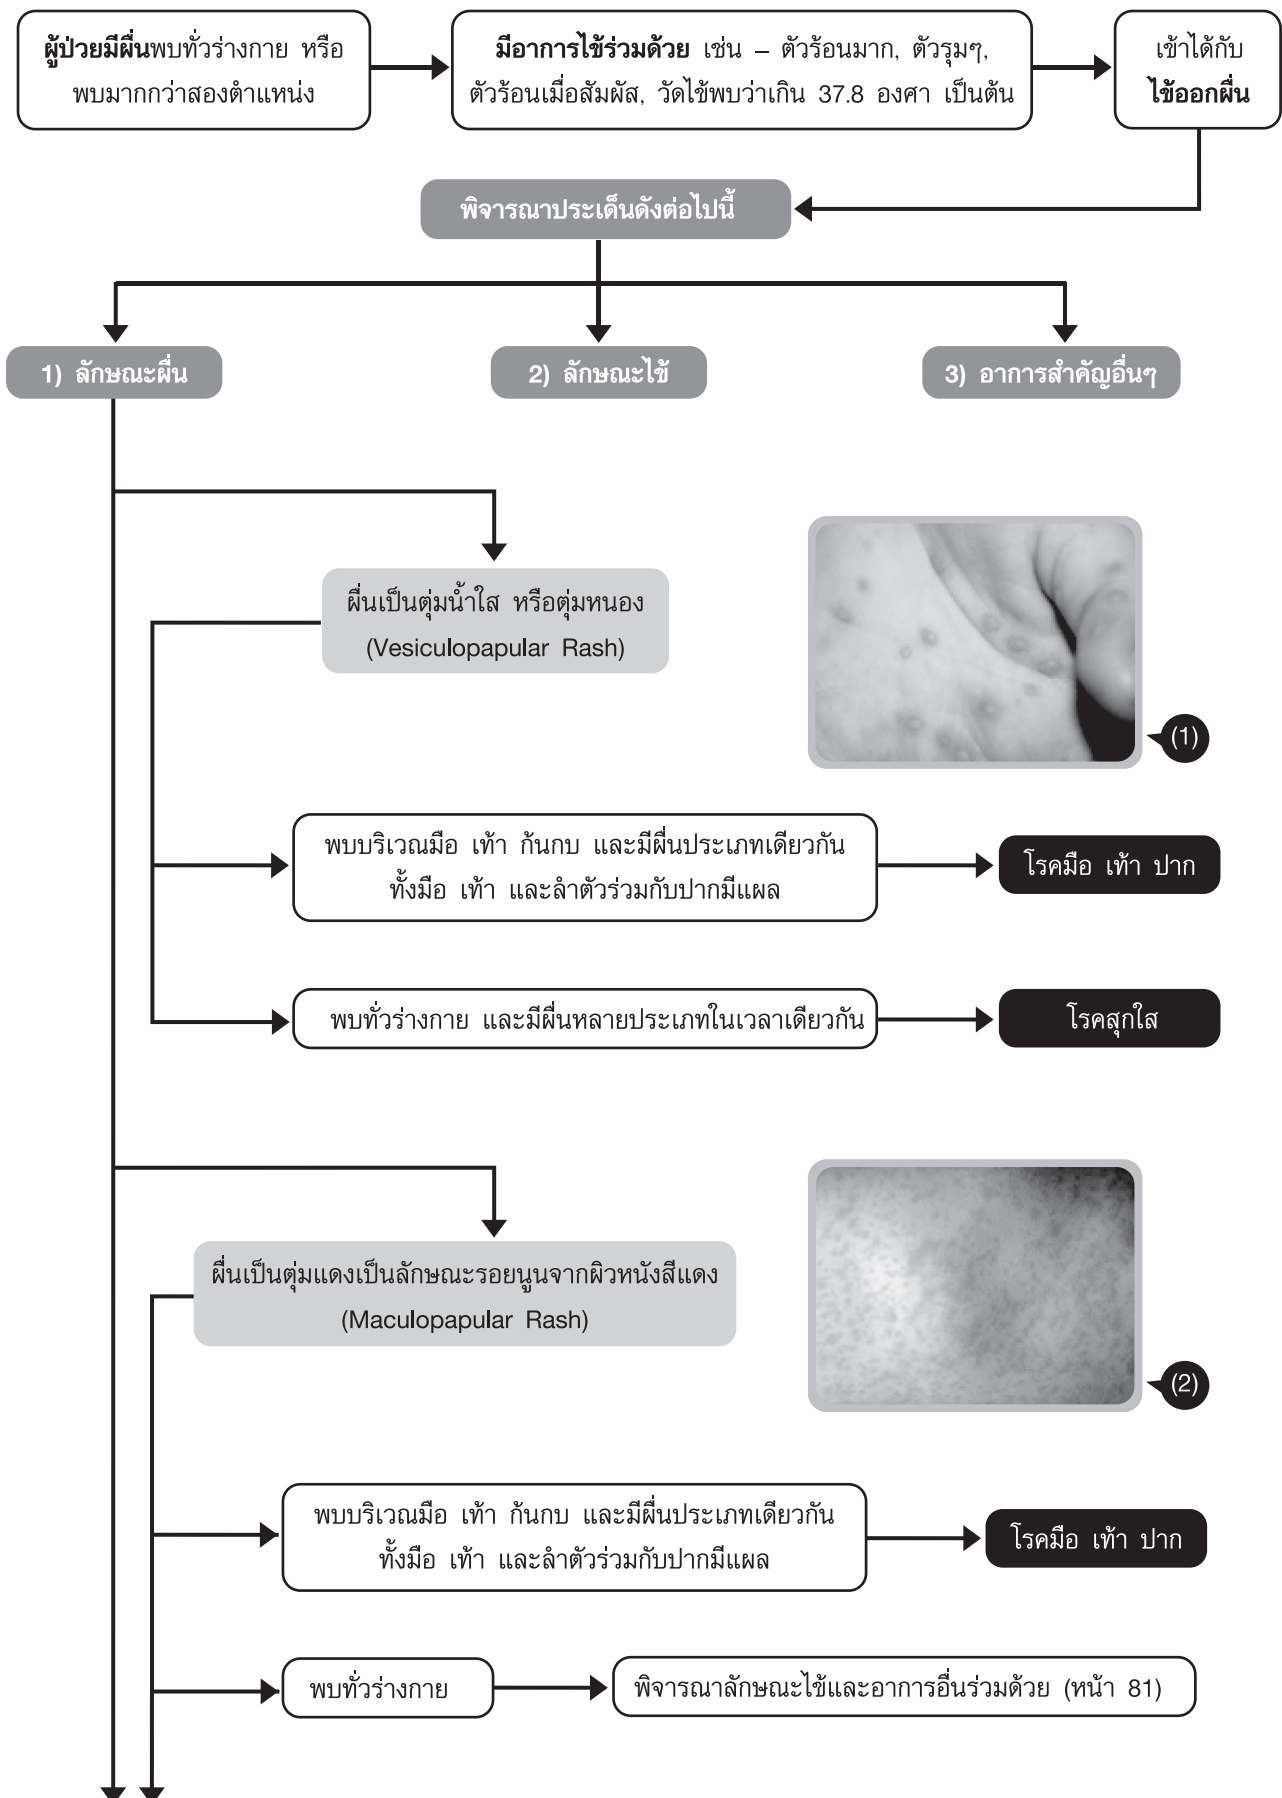 ผู้ป่วยมีผื่นพบทั่วร่างกาย หรือ
พบมากกว่าสองตำแหน่ง
มีอาการไข้ร่วมด้วย เช่น – ตัวร้อนมาก, ตัวรุมๆ,
ตัวร้อนเมื่อสัมผัส, วัดไข้พบว่าเกิน 37.8 องศา เป็นต้น
เข้าได้กับ
ไข้ออกผื่น
พิจารณาประเด็นดังต่อไปนี้
1) ลักษณะผื่น
2) ลักษณะไข้
3) อาการสำคัญอื่นๆ
ผื่นเป็นตุ่มน้ำใส หรือตุ่มหนอง
(Vesiculopapular Rash)
(1)
พบบริเวณมือ เท้า ก้นกบ และมีผื่นประเภทเดียวกัน
ทั้งมือ เท้า และลำตัวร่วมกับปากมีแผล
โรคมือ เท้า ปาก
พบทั่วร่างกาย และมีผื่นหลายประเภทในเวลาเดียวกัน
โรคสุกใส
ผื่นเป็นตุ่มแดงเป็นลักษณะรอยนูนจากผิวหนังสีแดง
(Maculopapular Rash)
(2)
พบบริเวณมือ เท้า ก้นกบ และมีผื่นประเภทเดียวกัน
ทั้งมือ เท้า และลำตัวร่วมกับปากมีแผล
โรคมือ เท้า ปาก
พบทั่วร่างกาย
พิจารณาลักษณะไข้และอาการอื่นร่วมด้วย (หน้า 81)